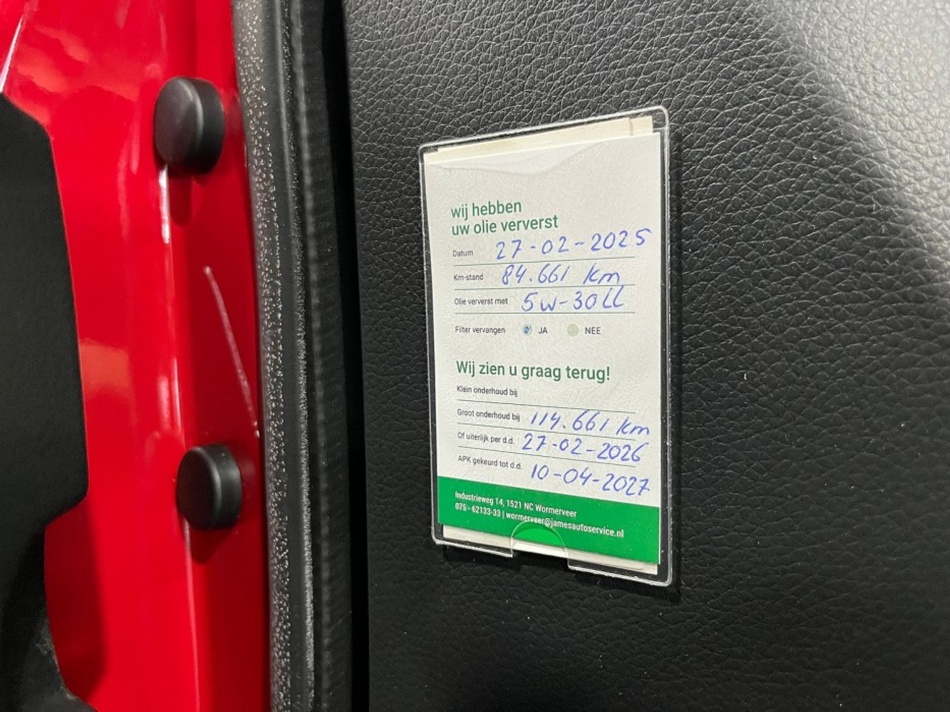 wij hebben
uw olie ververst
Datum 27-02-2025
Km-stand 84.661 km
Olie ververst met 5w-30LL
Filter vervangen JA NEE
Wij zien u graag terug!
Klein onderhoud bij
Groot onderhoud bij 114.661 km
Of uiterlijk per d.d. 27-02-2026
APK gekeurd tot d.d. 10-04-2027
Industrieweg 14, 1521 NC Wormerveer
075 - 62133-33 | wormerveer@jamesautoservice.nl